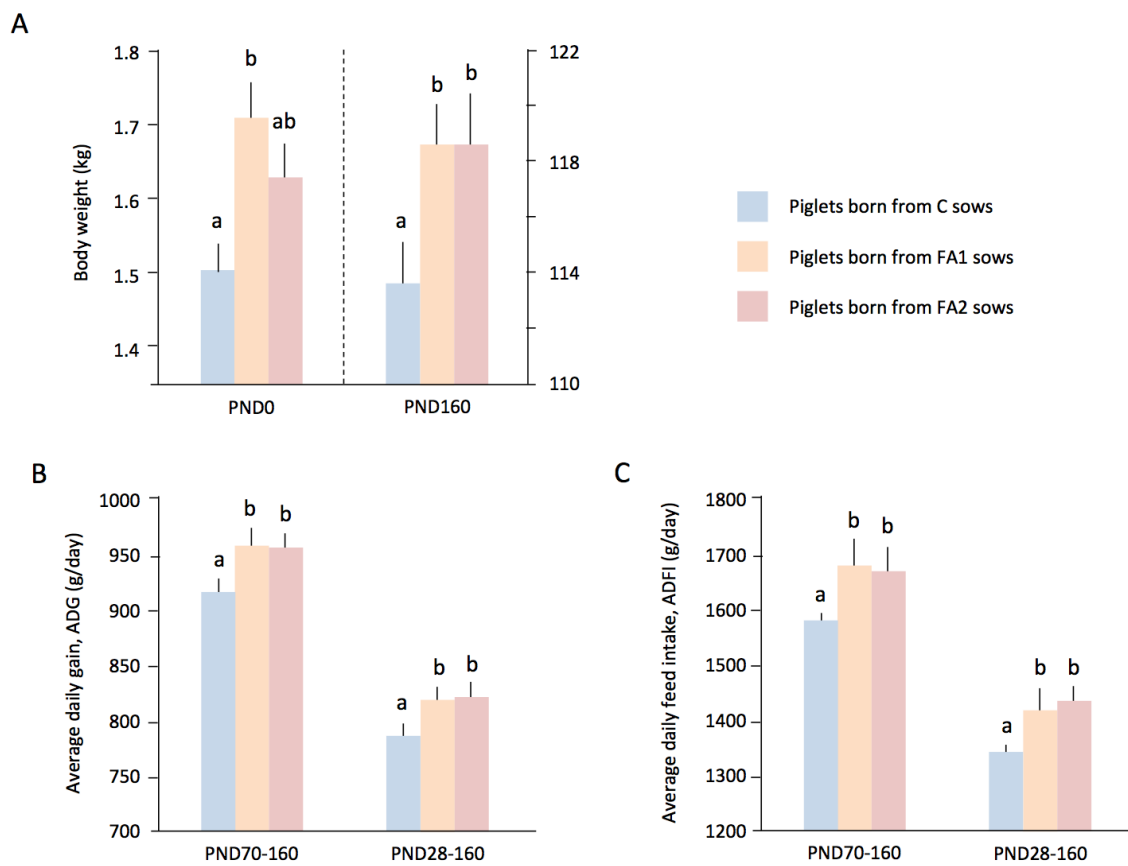 A
Body weight (kg)
1.8
1.7
1.6
1.5
1.4
b
ab
a
b
b
a
122
118
114
110
PND0
PND160
Piglets born from C sows
Piglets born from FA1 sows
Piglets born from FA2 sows
B
Average daily gain, ADG (g/day)
1000
950
900
850
800
750
700
a
b
b
a
b
b
PND70-160
PND28-160
C
Average daily feed intake, ADFI (g/day)
1800
1700
1600
1500
1400
1300
1200
a
b
b
a
b
b
PND70-160
PND28-160